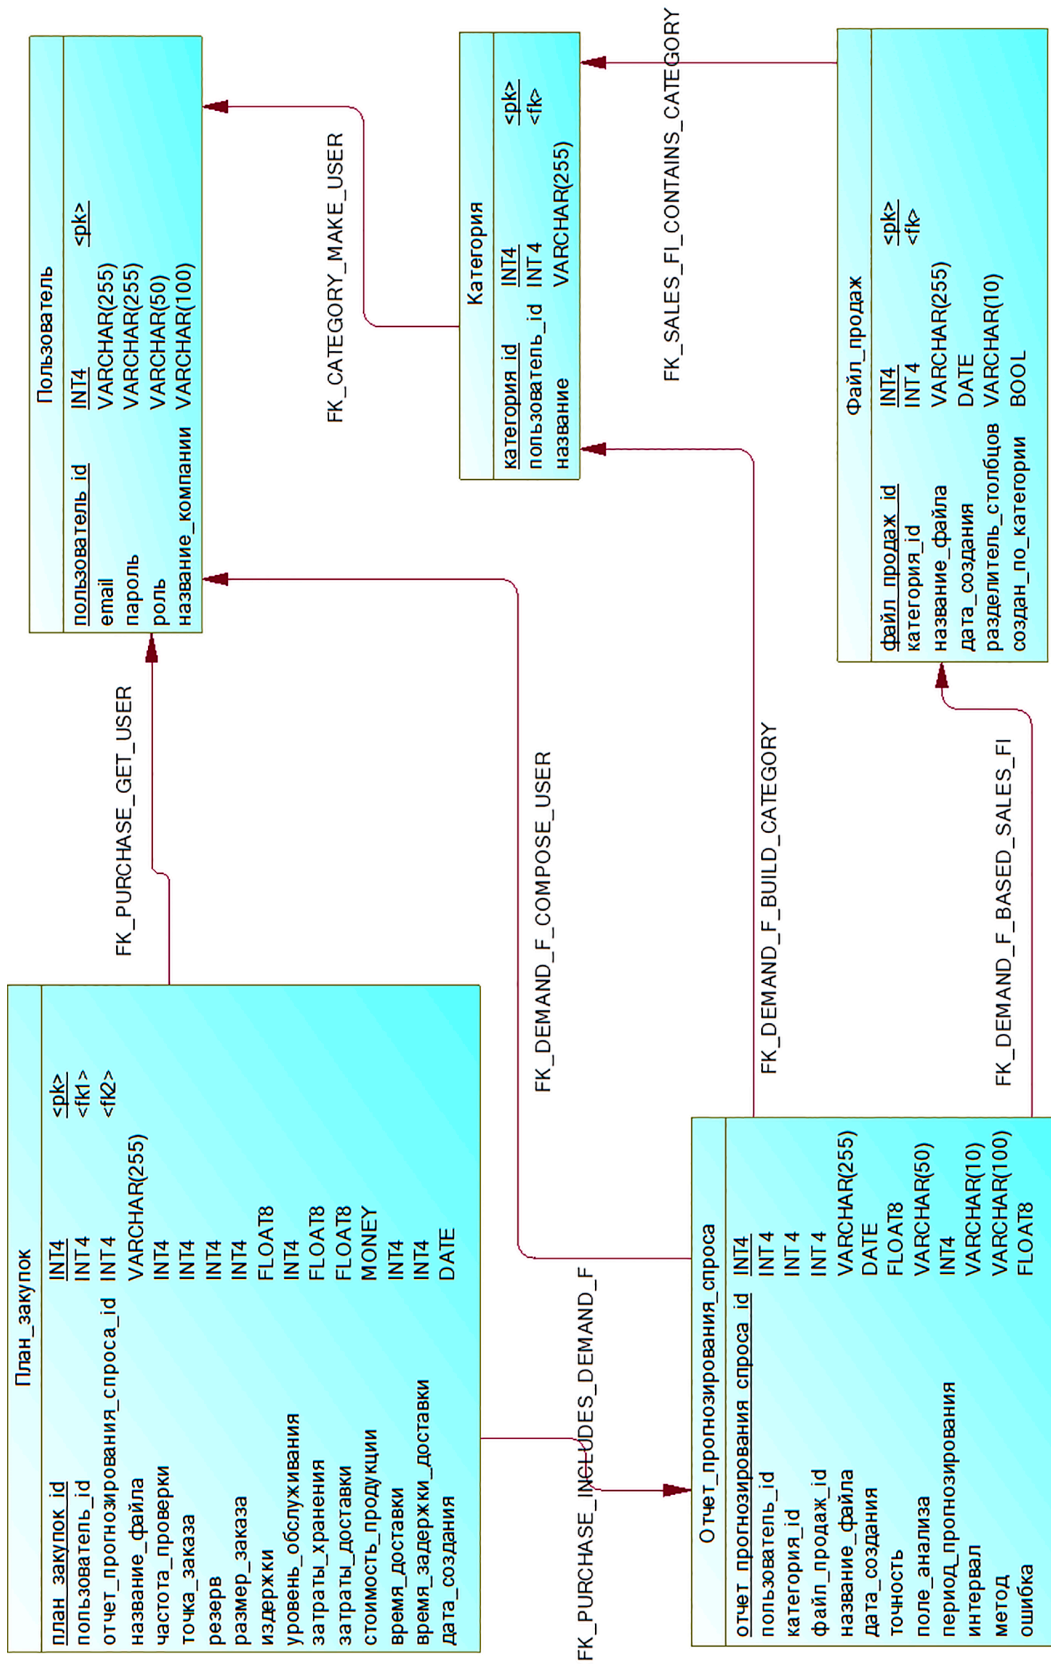 План_закупок
план_закупок_id INT4 <pk>
пользователь_id INT4 <fk1>
отчет_прогнозирования_спроса_id INT4 <fk2>
название_файла VARCHAR(255)
частота_проверки INT4
точка_заказа INT4
резерв INT4
размер_заказа INT4
издержки FLOAT8
уровень_обслуживания INT4
затраты_хранения FLOAT8
затраты_доставки FLOAT8
стоимость_продукции MONEY
время_доставки INT4
время_задержки_доставки INT4
дата_создания DATE
FK_PURCHASE_GET_USER
Пользователь
пользователь_id INT4 <pk>
email VARCHAR(255)
пароль VARCHAR(255)
роль VARCHAR(50)
название_компании VARCHAR(100)
FK_CATEGORY_MAKE_USER
FK_DEMAND_F_COMPOSE_USER
Категория
категория_id INT4 <pk>
пользователь_id INT4 <fk>
название VARCHAR(255)
FK_PURCHASE_INCLUDES_DEMAND_F
FK_SALES_FI_CONTAINS_CATEGORY
FK_DEMAND_F_BUILD_CATEGORY
Отчет_прогнозирования_спроса
отчет_прогнозирования_спроса_id INT4
пользователь_id INT4
категория_id INT4
файл_продаж_id INT4
название_файла VARCHAR(255)
дата_создания DATE
точность FLOAT8
поле_анализа VARCHAR(50)
период_прогнозирования INT4
интервал VARCHAR(10)
метод VARCHAR(100)
ошибка FLOAT8
FK_DEMAND_F_BASED_SALES_FI
Файл_продаж
файл_продаж_id INT4 <pk>
категория_id INT4 <fk>
название_файла VARCHAR(255)
дата_создания DATE
разделитель_столбцов VARCHAR(10)
создан_по_категории BOOL